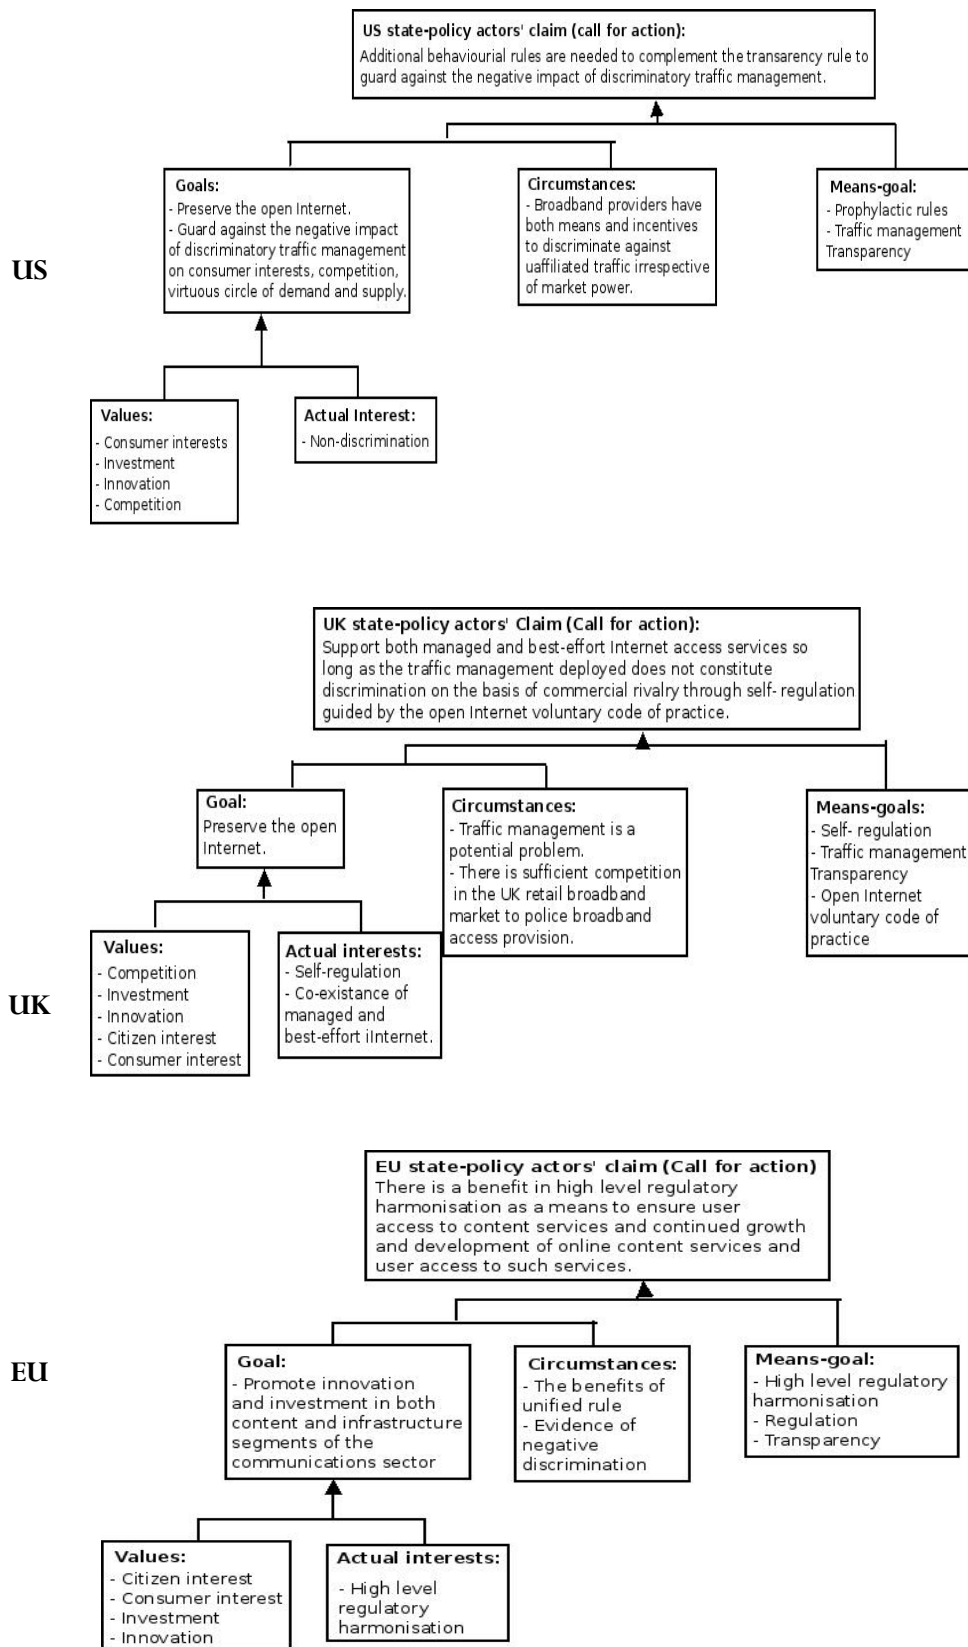 US state-policy actors' claim (call for action):
Additional behaviourial rules are needed to complement the transarency rule to
guard against the negative impact of discriminatory traffic management.
Goals:
- Preserve the open Internet.
- Guard against the negative impact
of discriminatory traffic management
on consumer interests, competition,
virtuous circle of demand and supply.
Circumstances:
- Broadband providers have
both means and incentives
to discriminate against
uaffiliated traffic irrespective
of market power.
Means-goal:
- Prophylactic rules
- Traffic management
Transparency
US
Values:
- Consumer interests
- Investment
- Innovation
- Competition
Actual Interest:
- Non-discrimination
UK state-policy actors' Claim (Call for action):
Support both managed and best-effort Internet access services so
long as the traffic management deployed does not constitute
discrimination on the basis of commercial rivalry through self- regulation
guided by the open Internet voluntary code of practice.
Goal:
Preserve the open
Internet.
Circumstances:
- Traffic management is a
potential problem.
- There is sufficient competition
in the UK retail broadband
market to police broadband
access provision.
Means-goals:
- Self- regulation
- Traffic management
Transparency
- Open Internet
voluntary code of
practice
UK
Values:
- Competition
- Investment
- Innovation
- Citizen interest
- Consumer interest
Actual interests:
- Self-regulation
- Co-existance of
managed and
best-effort iInternet.
EU state-policy actors' claim (Call for action)
There is a benefit in high level regulatory
harmonisation as a means to ensure user
access to content services and continued growth
and development of online content services and
user access to such services.
EU
Goal:
- Promote innovation
and investment in both
content and infrastructure
segments of the
communications sector
Circumstances:
- The benefits of
unified rule
- Evidence of
negative
discrimination
Means-goal:
- High level regulatory
harmonisation
- Regulation
- Transparency
Values:
- Citizen interest
- Consumer interest
- Investment
- Innovation
Actual interests:
- High level
regulatory
harmonisation